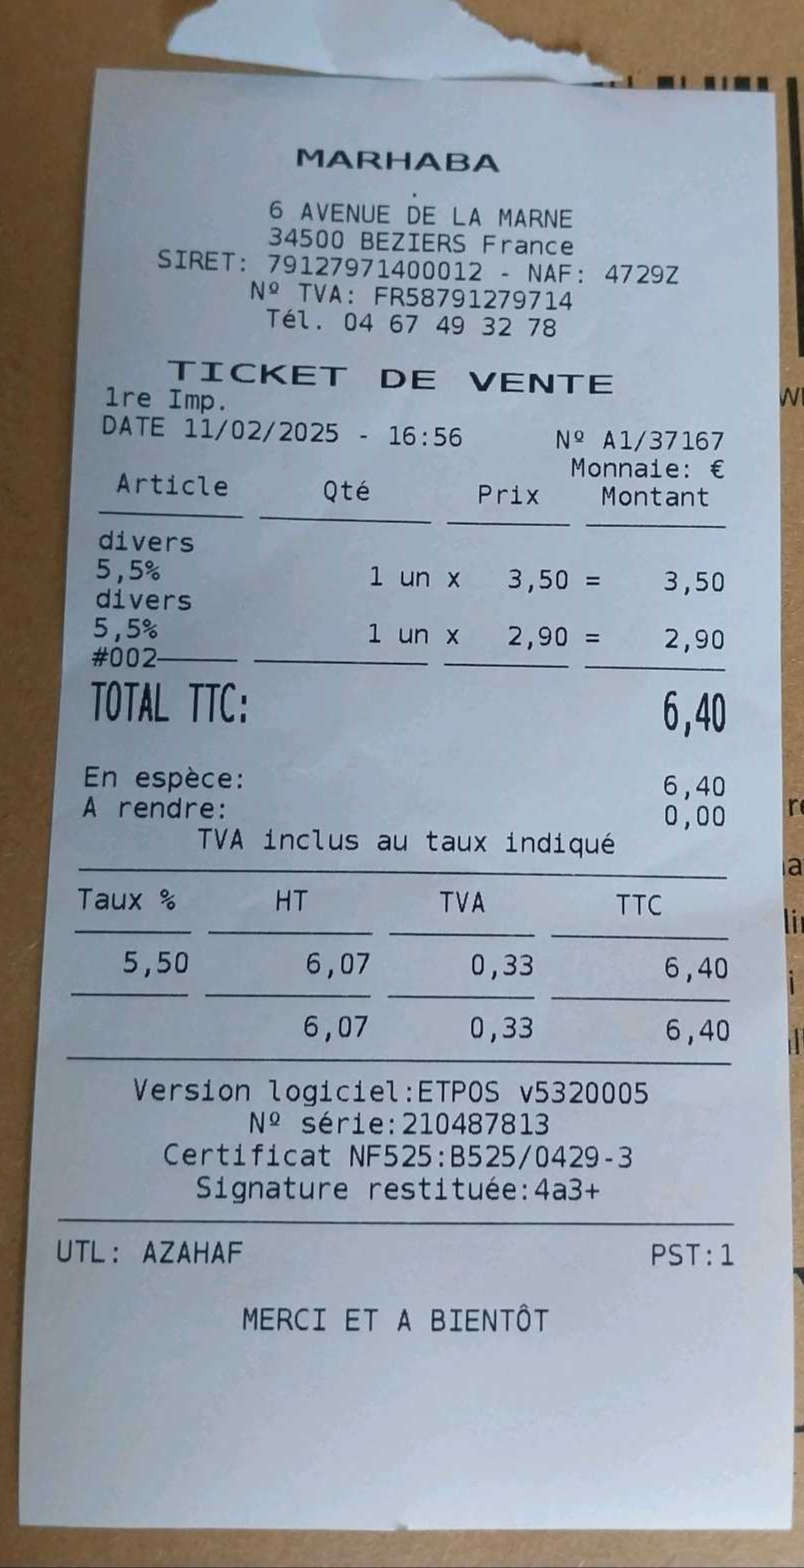 MARHABA
.
6 AVENUE DE LA MARNE
34500 BEZIERS France
SIRET: 79127971400012 - NAF: 4729Z
Nº TVA: FR58791279714
Tél. 04 67 49 32 78
TICKET DE VENTE
1re Imp.
DATE 11/02/2025 - 16:56 Nº A1/37167
Monnaie: €
Article Qté Prix Montant
divers
5,5% 1 un x 3,50 = 3,50
divers
5,5% 1 un x 2,90 = 2,90
#002
TOTAL TTC: 6,40
En espèce: 6,40
A rendre: 0,00
TVA inclus au taux indiqué
Taux % HT TVA TTC
5,50 6,07 0,33 6,40
6,07 0,33 6,40
Version logiciel:ETPOS v5320005
Nº série:210487813
Certificat NF525:B525/0429-3
Signature restituée:4a3+
UTL: AZAHAF PST:1
MERCI ET A BIENTÔT